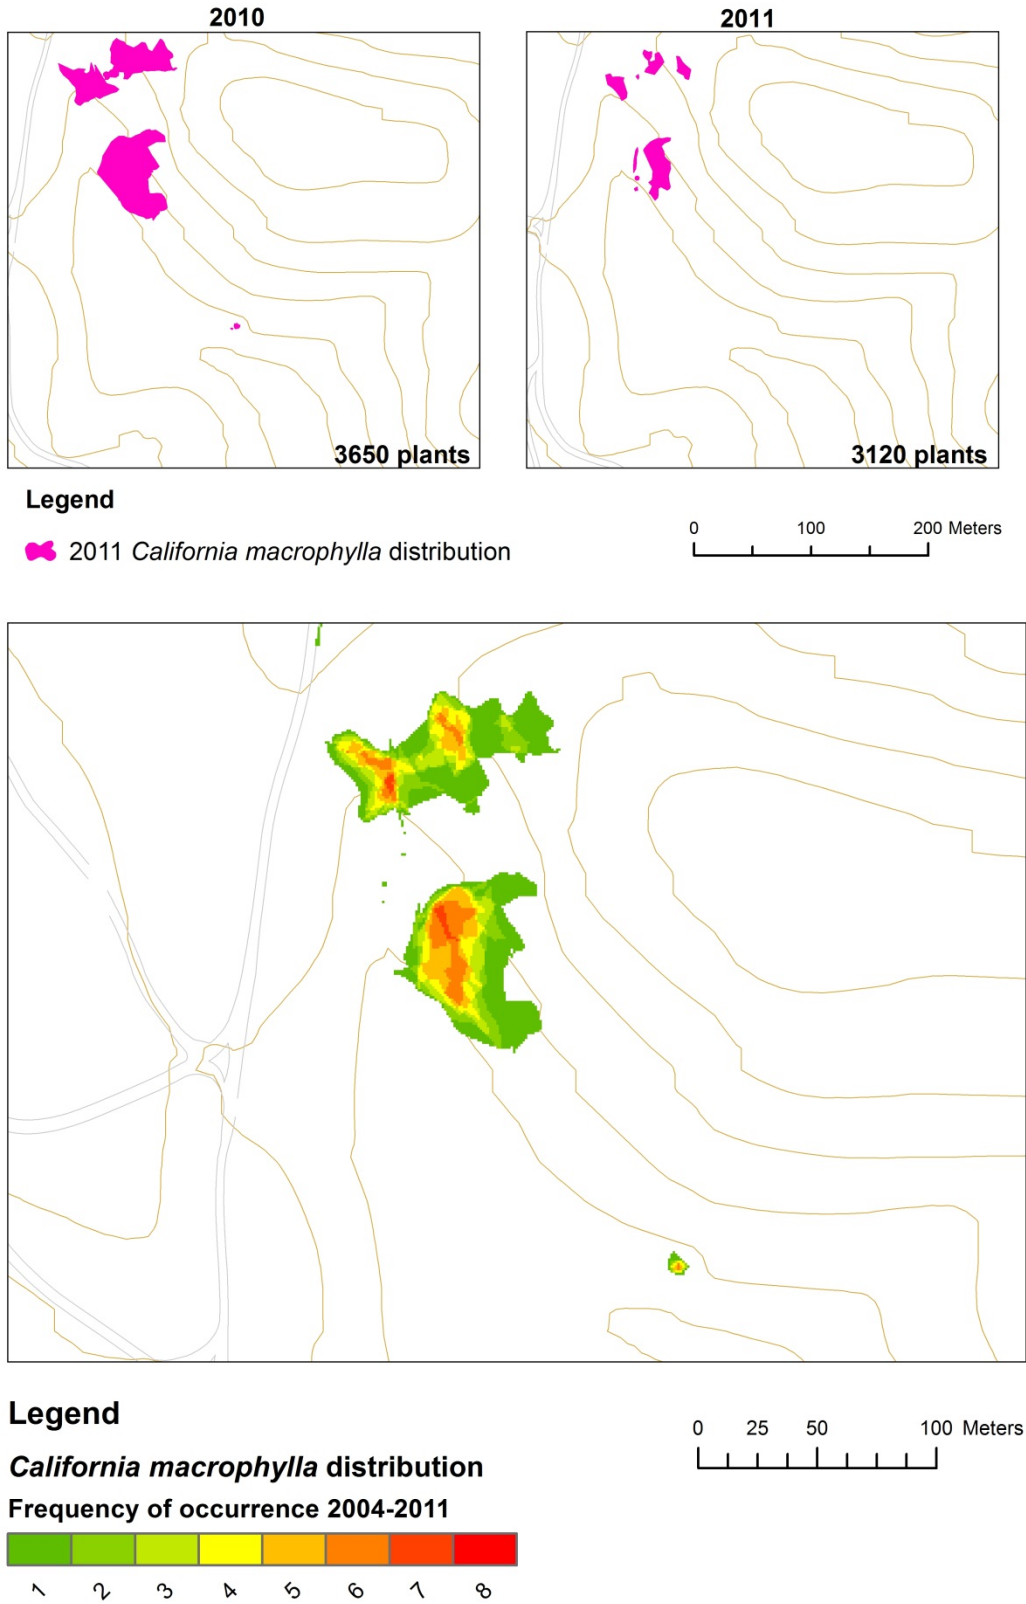 2010
2011
3650 plants
3120 plants
Legend
2011 California macrophylla distribution
0 100 200 Meters
Legend
California macrophylla distribution
Frequency of occurrence 2004-2011
1 2 3 4 5 6 7 8
0 25 50 100 Meters